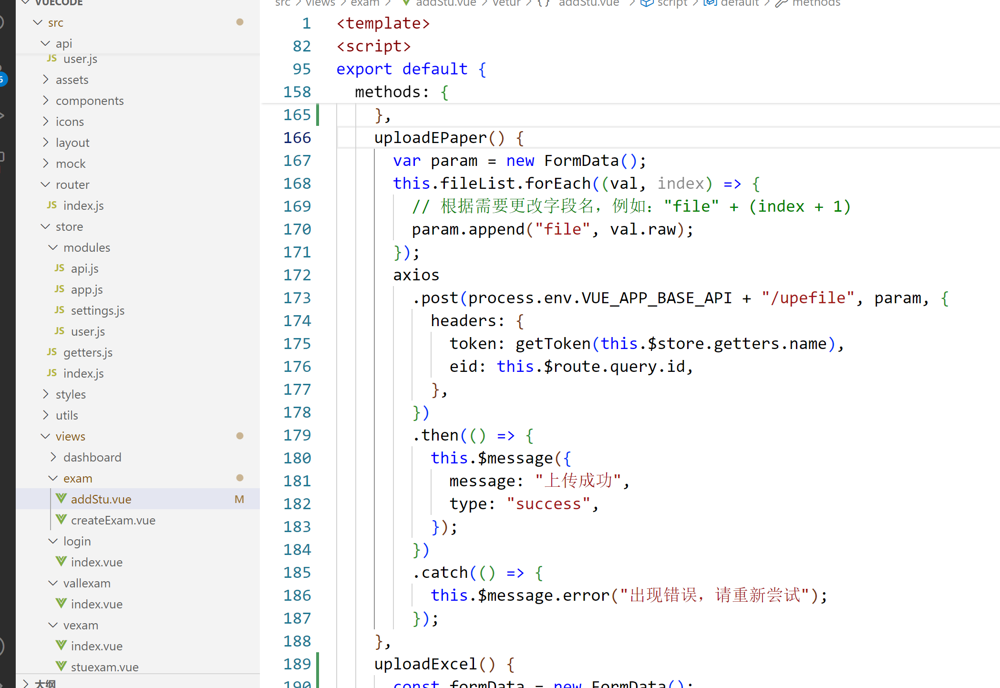 VUECODE
src
api
JS user.js
assets
components
icons
layout
mock
router
JS index.js
store
modules
JS api.js
JS app.js
JS settings.js
JS user.js
JS getters.js
JS index.js
styles
utils
views
dashboard
exam
addStu.vue M
createExam.vue
login
index.vue
vallexam
index.vue
vexam
index.vue
stuexam.vue
大纲
src > views > exam > addStu.vue > Vetur > {} addStu.vue > script > default > methods
1 <template>
82 <script>
95 export default {
158 methods: {
165 },
166 uploadEPaper() {
167 var param = new FormData();
168 this.fileList.forEach((val, index) => {
169 // 根据需要更改字段名，例如："file" + (index + 1)
170 param.append("file", val.raw);
171 });
172 axios
173 .post(process.env.VUE_APP_BASE_API + "/upefile", param, {
174 headers: {
175 token: getToken(this.$store.getters.name),
176 eid: this.$route.query.id,
177 },
178 })
179 .then(() => {
180 this.$message({
181 message: "上传成功",
182 type: "success",
183 });
184 })
185 .catch(() => {
186 this.$message.error("出现错误，请重新尝试");
187 });
188 },
189 uploadExcel() {
190 const formData = new FormData();